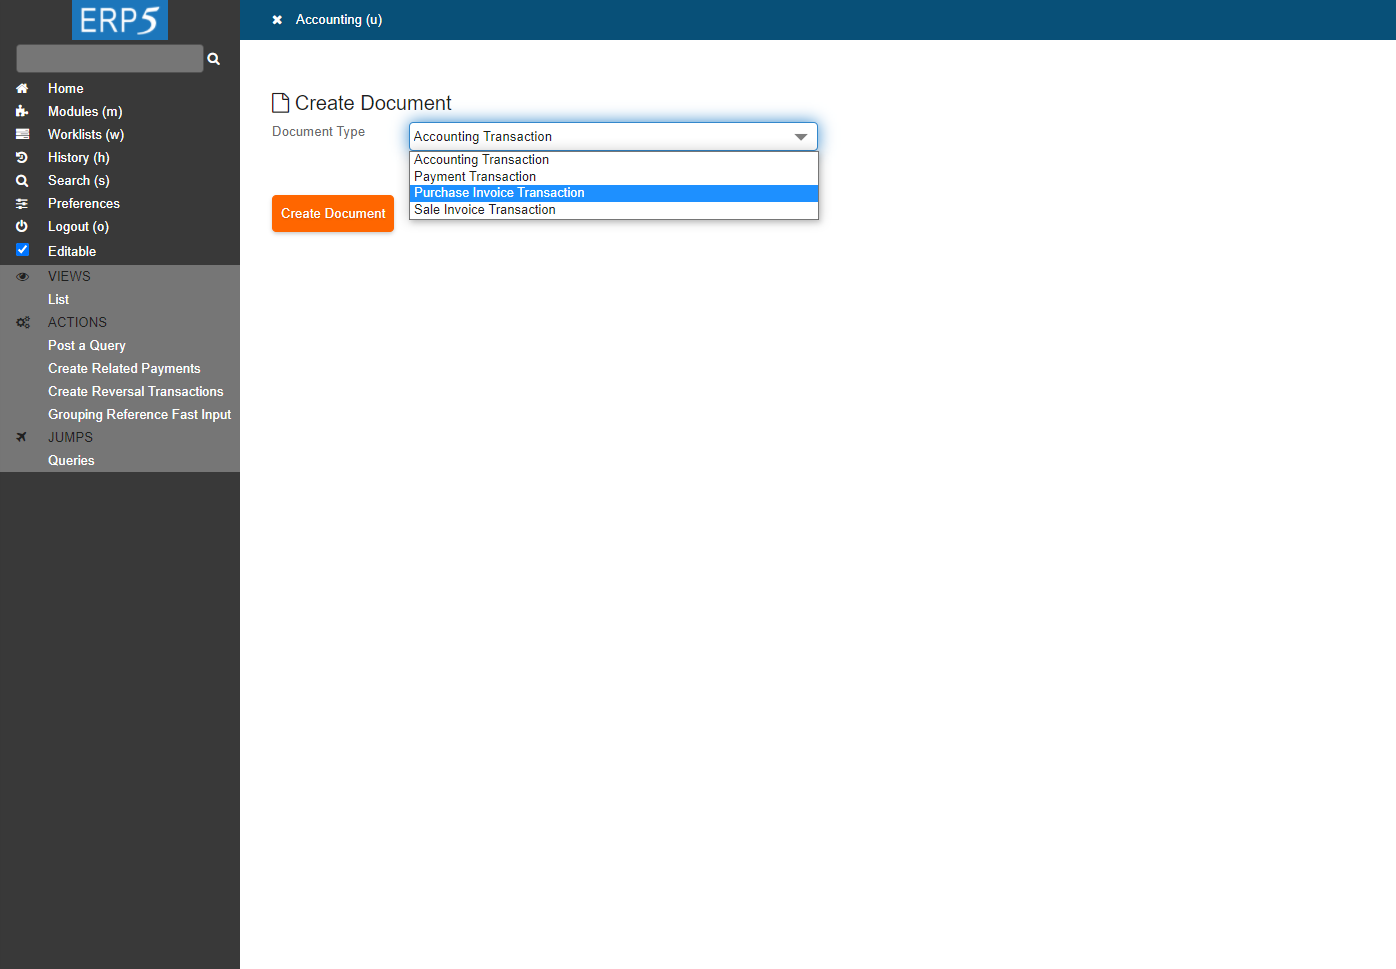 ERP5
Accounting (u)
Home
Modules (m)
Worklists (w)
History (h)
Search (s)
Preferences
Logout (o)
Editable
VIEWS
List
ACTIONS
Post a Query
Create Related Payments
Create Reversal Transactions
Grouping Reference Fast Input
JUMPS
Queries
Create Document
Document Type
Accounting Transaction
Accounting Transaction
Payment Transaction
Purchase Invoice Transaction
Sale Invoice Transaction
Create Document